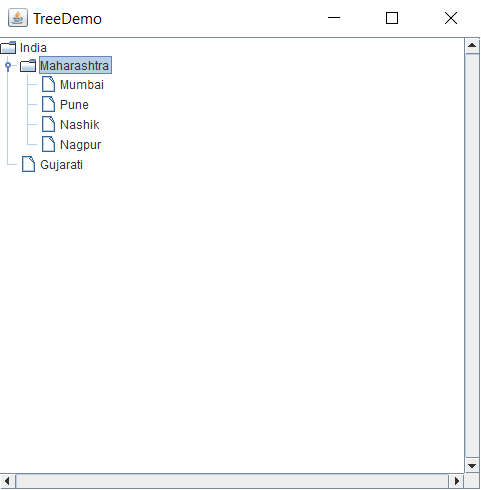 TreeDemo
India
Maharashtra
Mumbai
Pune
Nashik
Nagpur
Gujarati